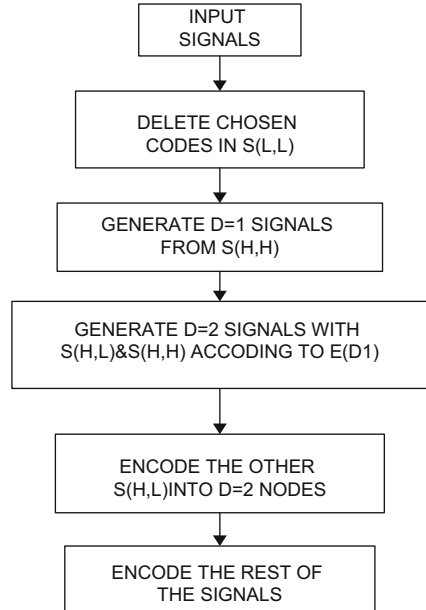 INPUT
SIGNALS
DELETE CHOSEN
CODES IN S(L,L)
GENERATE D=1 SIGNALS
FROM S(H,H)
GENERATE D=2 SIGNALS WITH
S(H,L)&S(H,H) ACCODING TO E(D1)
ENCODE THE OTHER
S(H,L)INTO D=2 NODES
ENCODE THE REST OF
THE SIGNALS